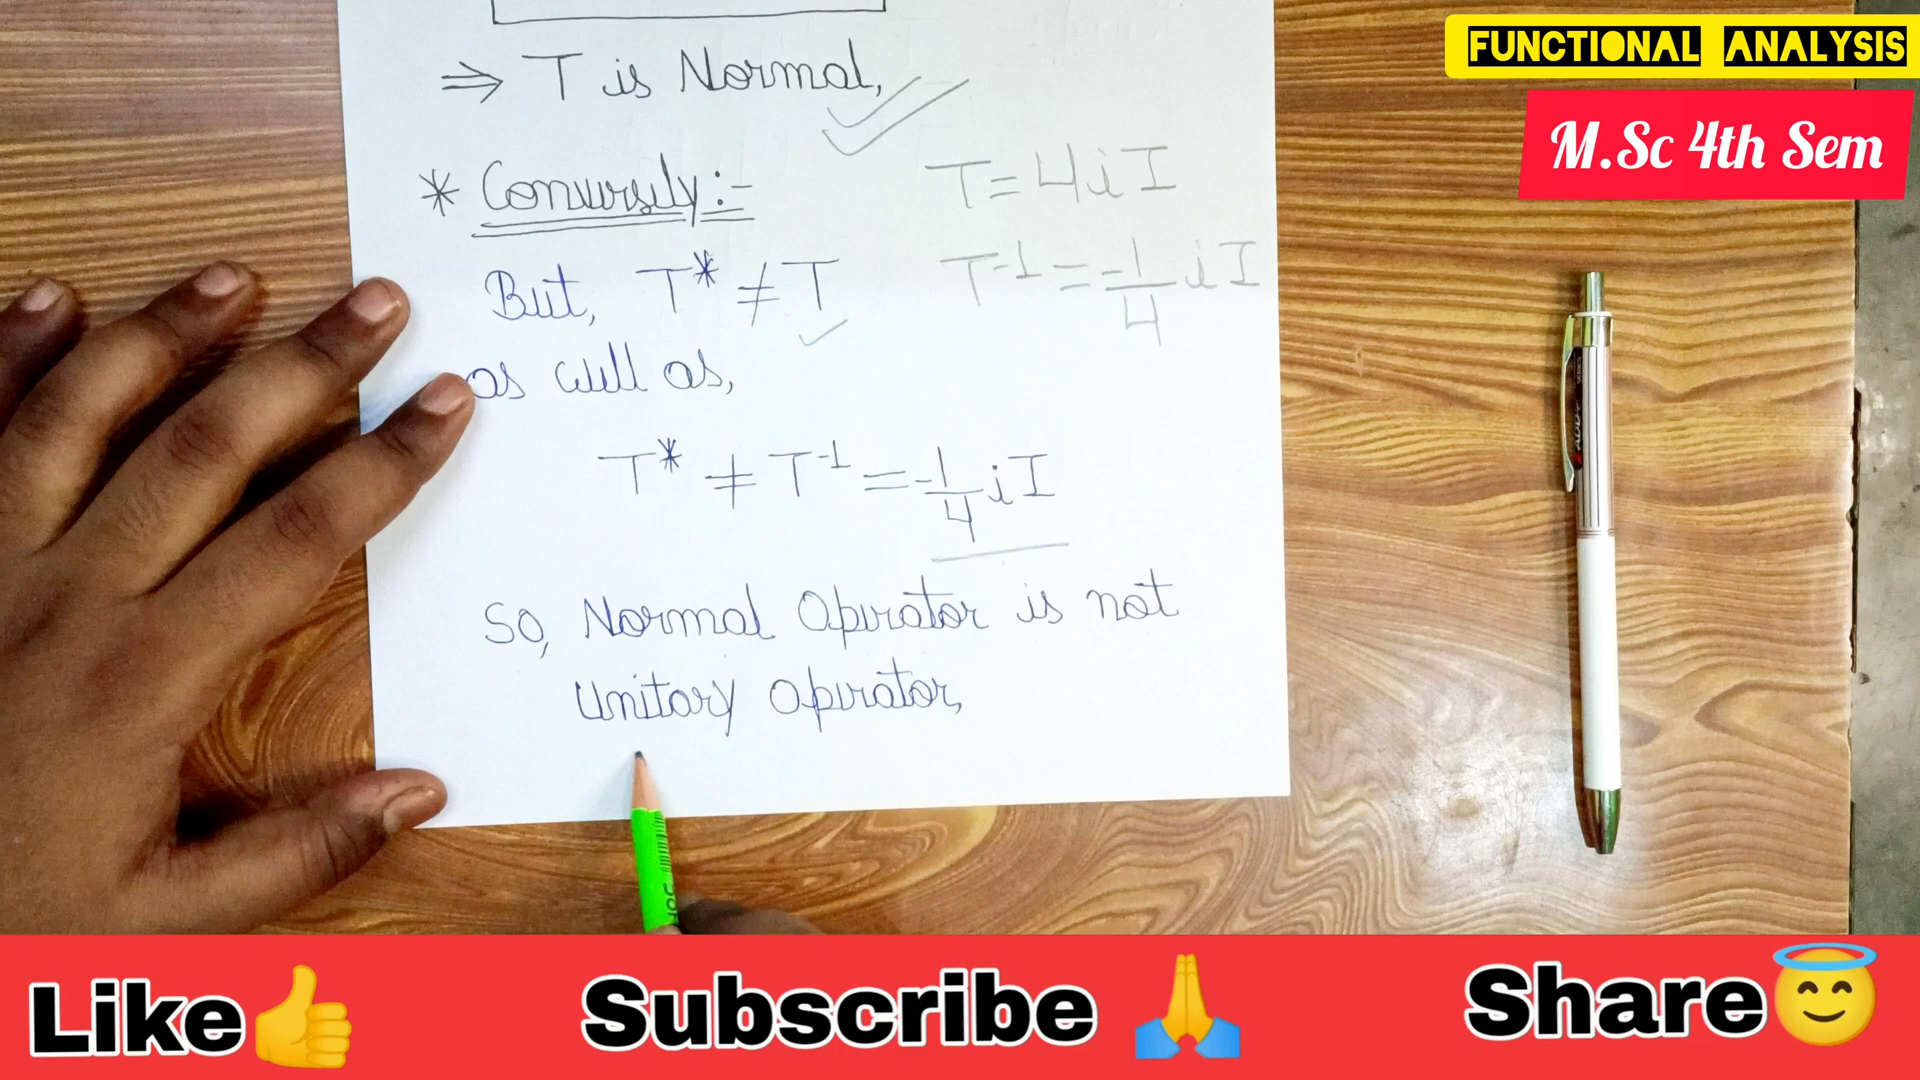 FUNCTIONAL ANALYSIS
M.Sc 4th Sem
⇒ T is Normal,
T = 4iI
* Conversely :-
T-1 = -1/4 iI
But, T* ≠ T
as well as,
T* ≠ T-1 = -1/4 iI
So, Normal Operator is not
Unitary Operator,
Like👍 Subscribe 🙏 Share😇